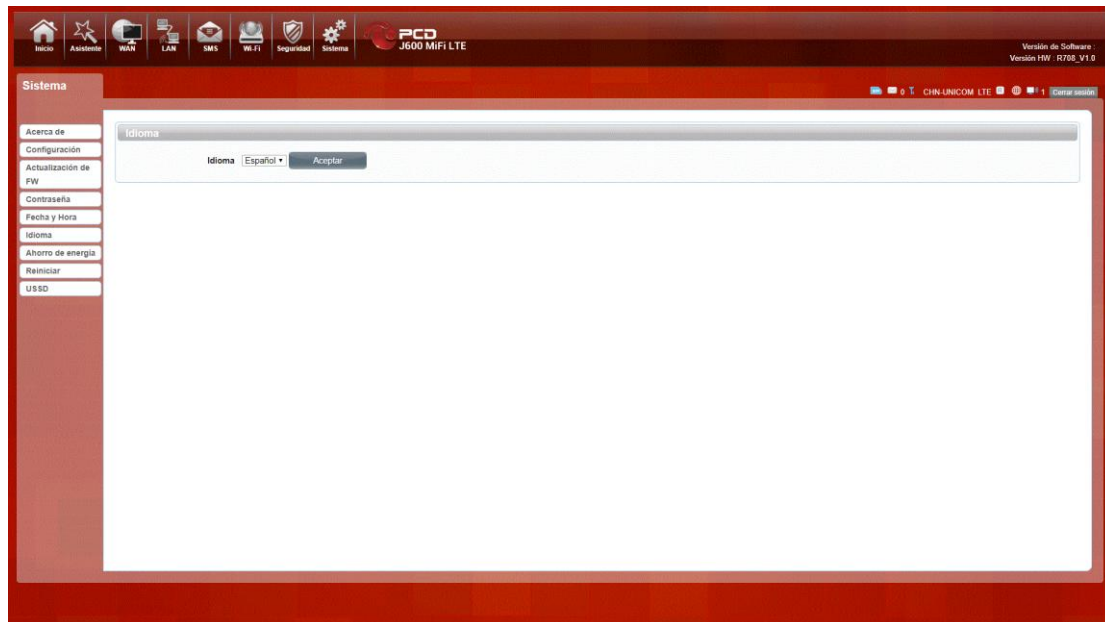 Inicio
Asistente
WAN
LAN
SMS
Wi-Fi
Seguridad
Sistema
PCD
J600 MiFi LTE
Versión de Software :
Versión HW : R708_V1.0
Sistema
0 CHN-UNICOM LTE 1 Cerrar sesión
Acerca de
Configuración
Actualización de
FW
Contraseña
Fecha y Hora
Idioma
Ahorro de energía
Reiniciar
USSD
Idioma
Idioma Español Aceptar